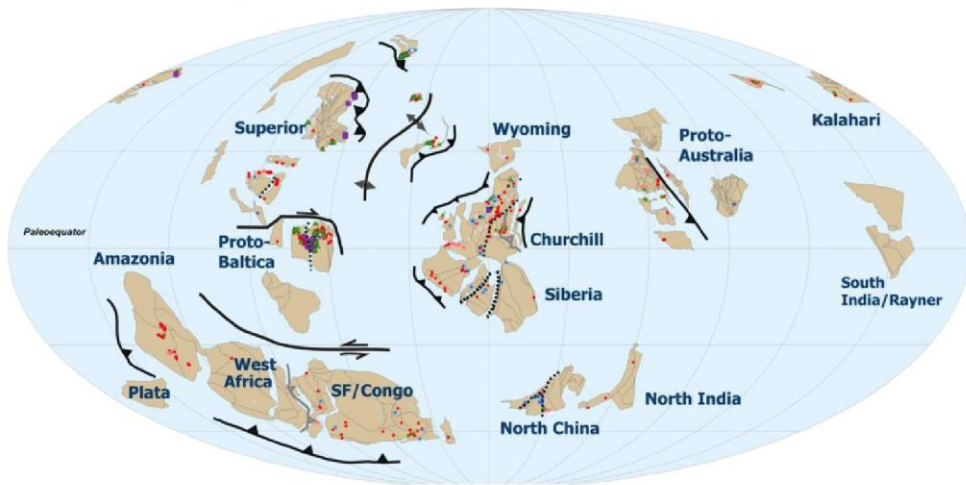 Superior
Wyoming
Proto-
Australia
Kalahari
Paleoequator
Proto-
Baltica
Churchill
Amazonia
Siberia
South
India/Rayner
West
Africa
SF/Congo
Plata
North China
North India